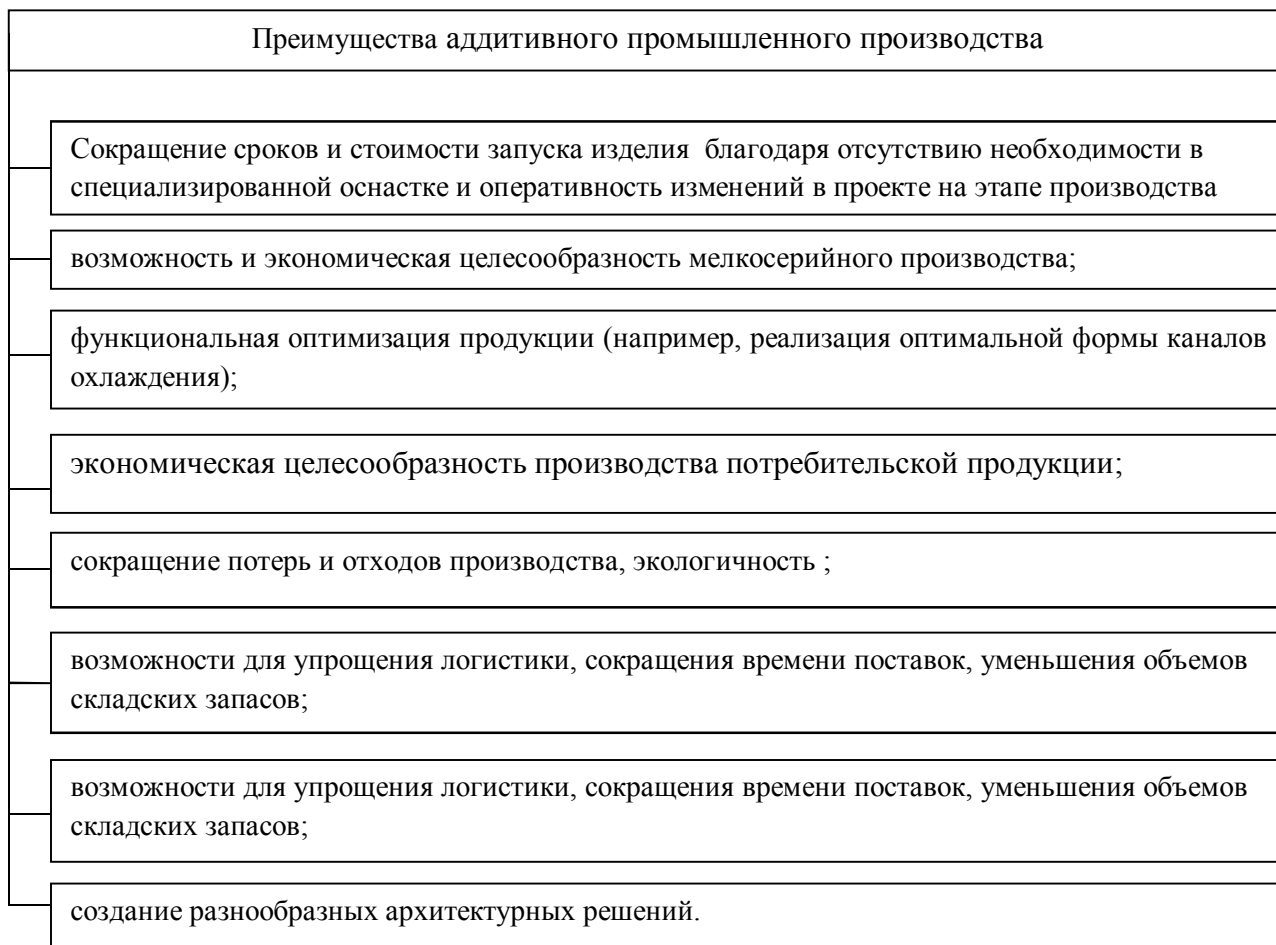 Преимущества аддитивного промышленного производства
Сокращение сроков и стоимости запуска изделия благодаря отсутствию необходимости в
специализированной оснастке и оперативность изменений в проекте на этапе производства
возможность и экономическая целесообразность мелкосерийного производства;
функциональная оптимизация продукции (например, реализация оптимальной формы каналов
охлаждения);
экономическая целесообразность производства потребительской продукции;
сокращение потерь и отходов производства, экологичность ;
возможности для упрощения логистики, сокращения времени поставок, уменьшения объемов
складских запасов;
возможности для упрощения логистики, сокращения времени поставок, уменьшения объемов
складских запасов;
создание разнообразных архитектурных решений.